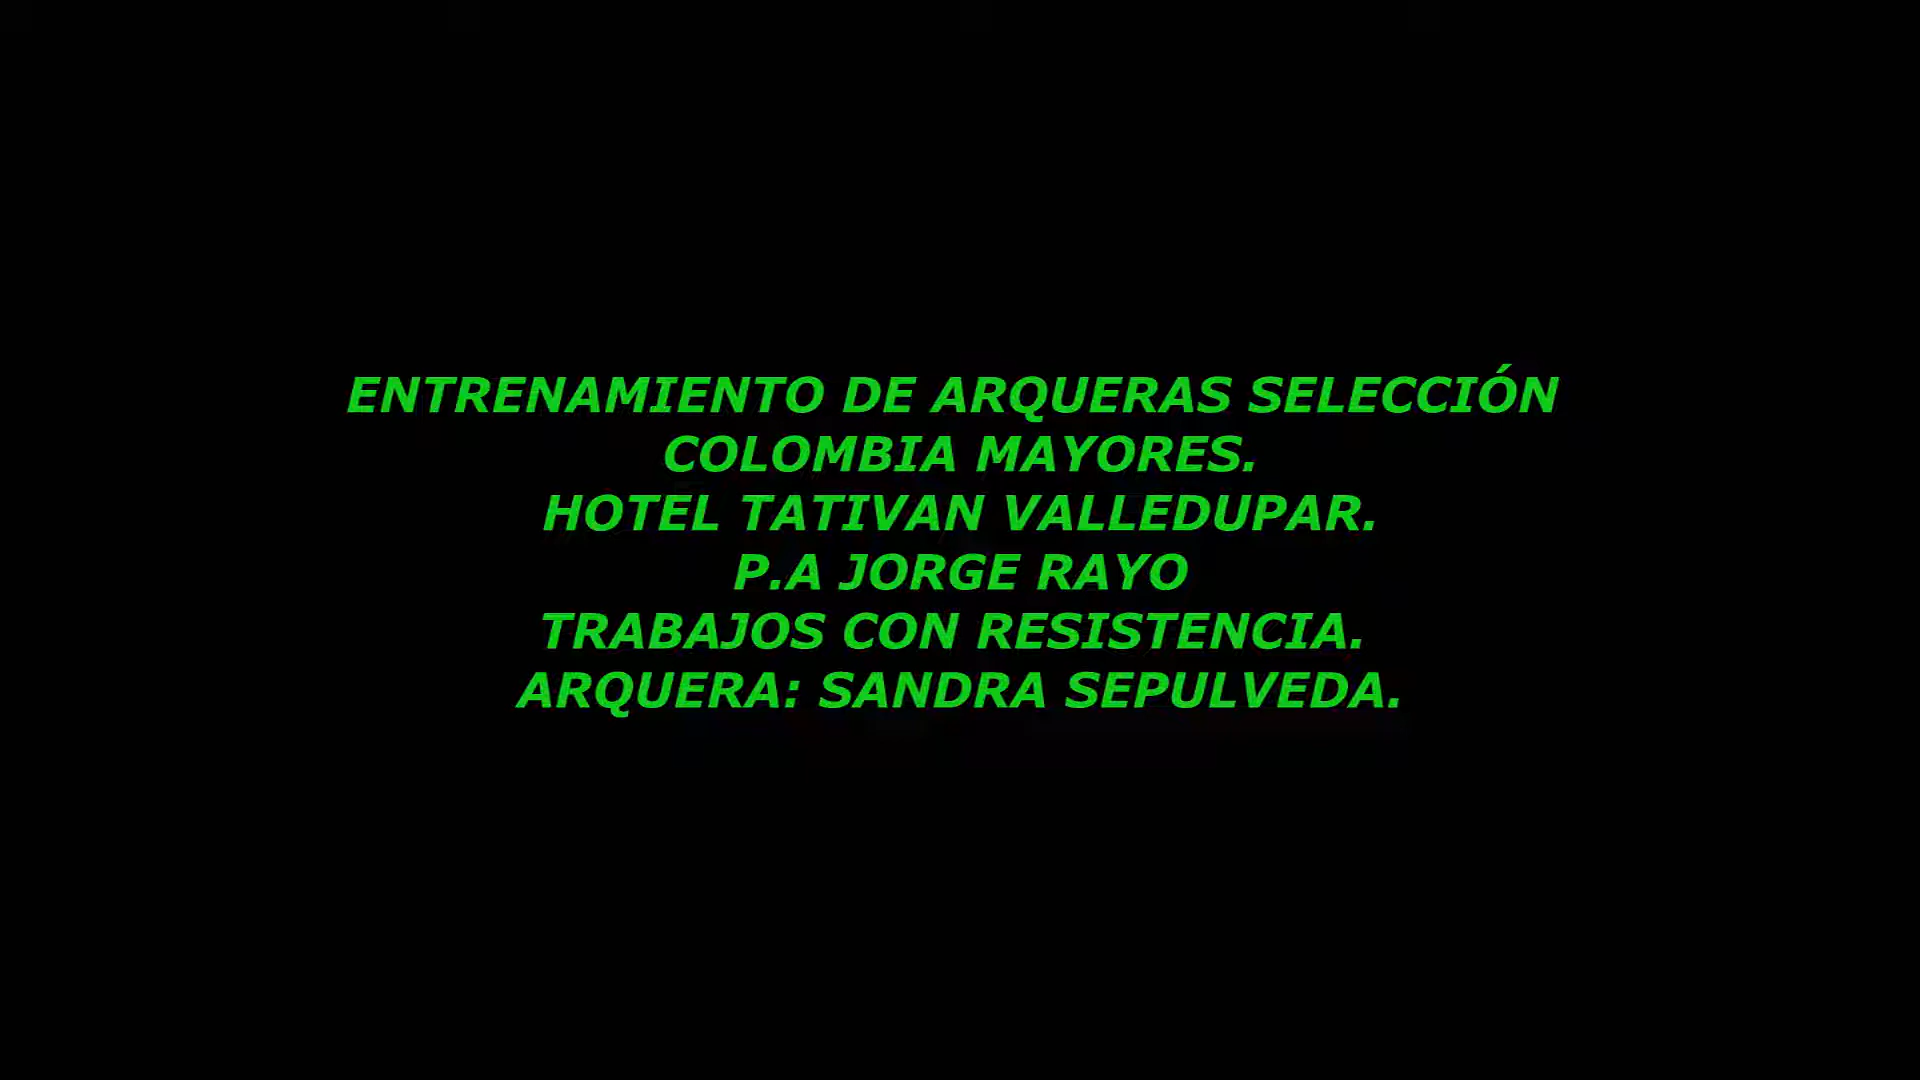 ENTRENAMIENTO DE ARQUERAS SELECCIÓN
COLOMBIA MAYORES.
HOTEL TATIVAN VALLEDUPAR.
P.A JORGE RAYO
TRABAJOS CON RESISTENCIA.
ARQUERA: SANDRA SEPULVEDA.